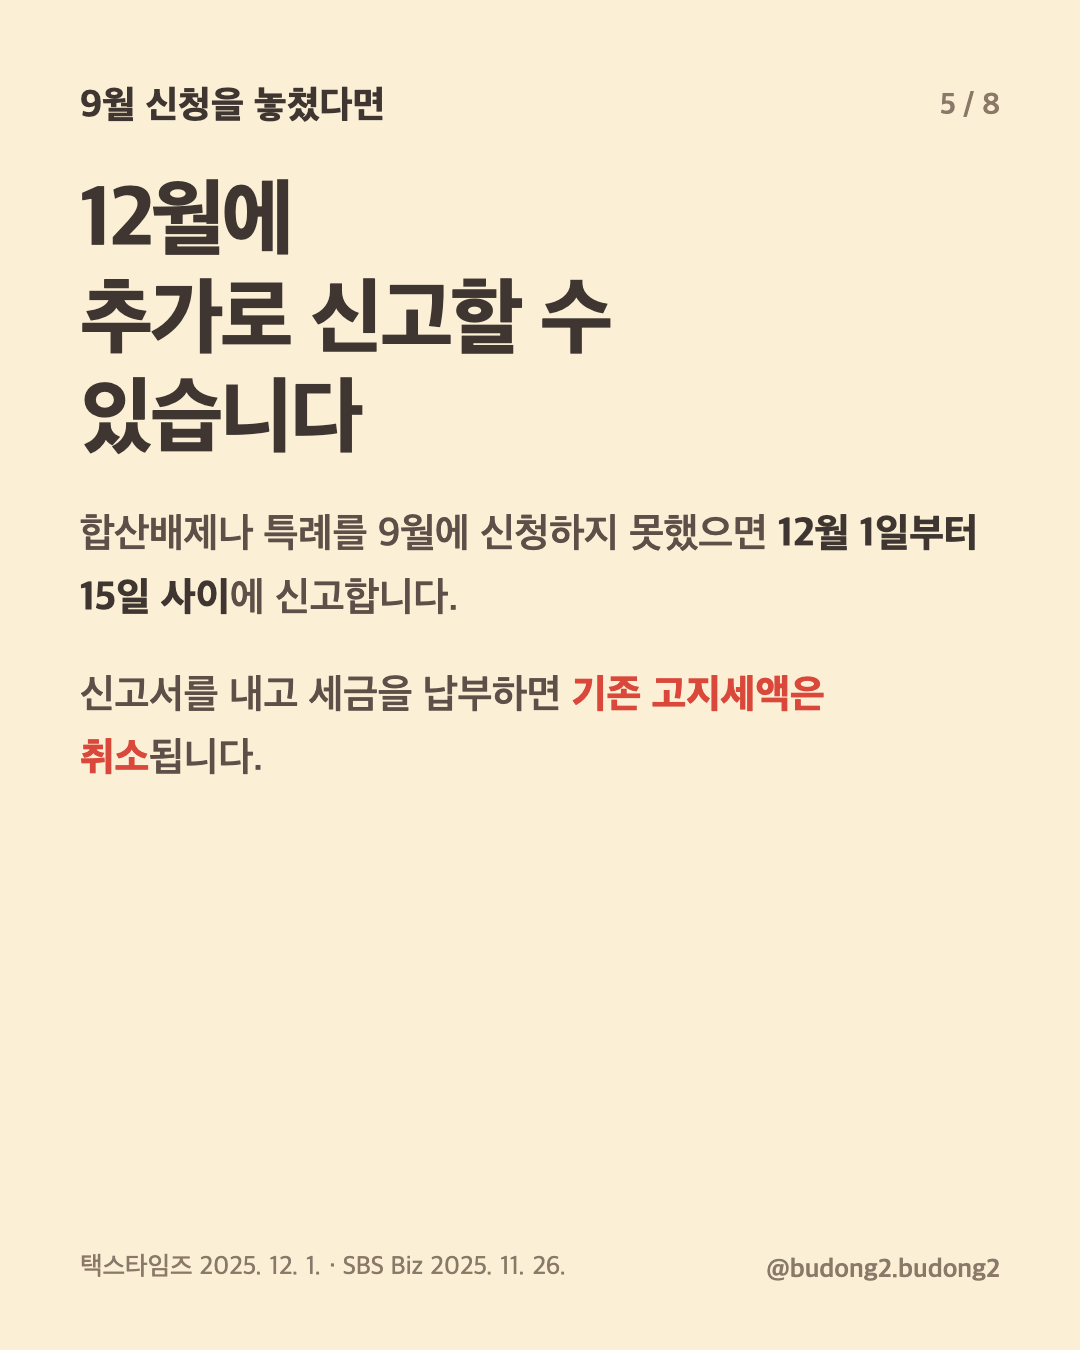 9월 신청을 놓쳤다면
5 / 8
12월에
추가로 신고할 수
있습니다
합산배제나 특례를 9월에 신청하지 못했으면 12월 1일부터
15일 사이에 신고합니다.
신고서를 내고 세금을 납부하면 기존 고지세액은
취소됩니다.
택스타임즈 2025. 12. 1. · SBS Biz 2025. 11. 26.
@budong2.budong2